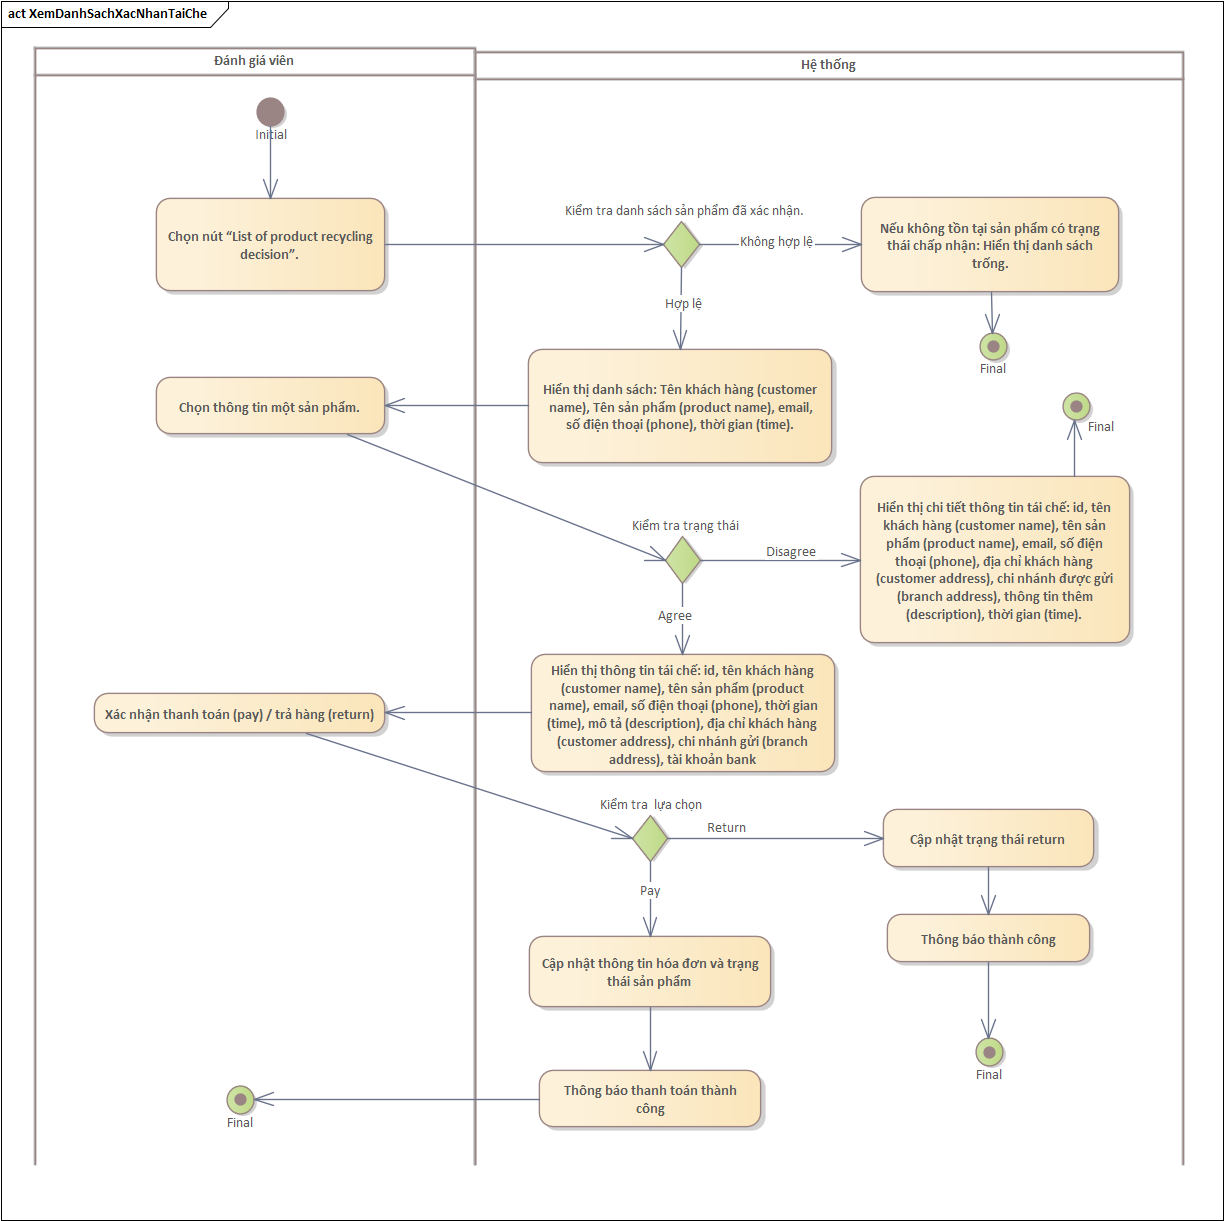 act XemDanhSachXacNhanTaiChe
Đánh giá viên
Hệ thống
Initial
Chọn nút “List of product recycling
decision”.
Kiểm tra danh sách sản phẩm đã xác nhận.
Không hợp lệ
Nếu không tồn tại sản phẩm có trạng
thái chấp nhận: Hiển thị danh sách
trống.
Hợp lệ
Final
Hiển thị danh sách: Tên khách hàng (customer
name), Tên sản phẩm (product name), email,
số điện thoại (phone), thời gian (time).
Chọn thông tin một sản phẩm.
Final
Kiểm tra trạng thái
Disagree
Hiển thị chi tiết thông tin tái chế: id, tên
khách hàng (customer name), tên sản
phẩm (product name), email, số điện
thoại (phone), địa chỉ khách hàng
(customer address), chi nhánh được gửi
(branch address), thông tin thêm
(description), thời gian (time).
Agree
Hiển thị thông tin tái chế: id, tên khách hàng
(customer name), tên sản phẩm (product
name), email, số điện thoại (phone), thời gian
(time), mô tả (description), địa chỉ khách hàng
(customer address), chi nhánh gửi (branch
address), tài khoản bank
Xác nhận thanh toán (pay) / trả hàng (return)
Kiểm tra  lựa chọn
Return
Cập nhật trạng thái return
Pay
Thông báo thành công
Cập nhật thông tin hóa đơn và trạng
thái sản phẩm
Final
Thông báo thanh toán thành
công
Final